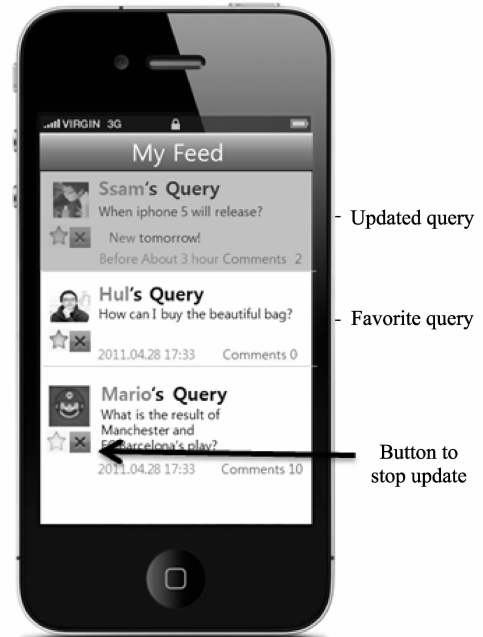 VIRGIN 3G
My Feed
Ssam's Query
When iphone 5 will release?
New tomorrow!
Before About 3 hour Comments 2
Hul's Query
How can I buy the beautiful bag?
2011.04.28 17:33 Comments 0
Mario's Query
What is the result of
Manchester and
FC Barcelona's play?
2011.04.28 17:33 Comments 10
Updated query
Favorite query
Button to
stop update